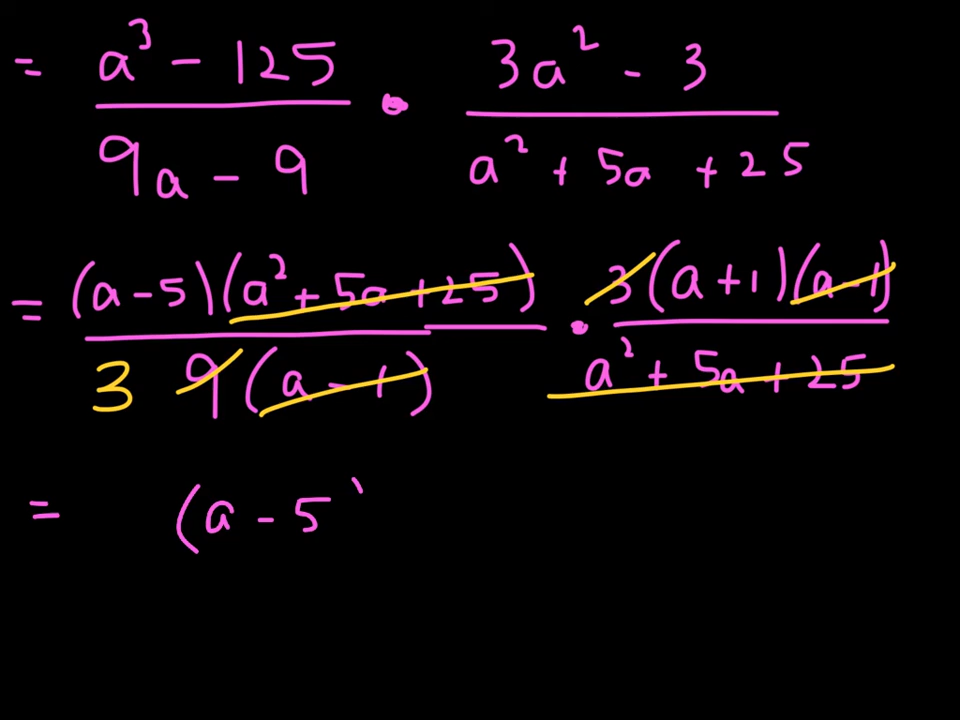 = a³ - 125 / 9a - 9 · 3a² - 3 / a² + 5a + 25
= (a-5)(a² + 5a + 25) / 3 9(a - 1) · 3(a+1)(a-1) / a² + 5a + 25
= (a - 5)